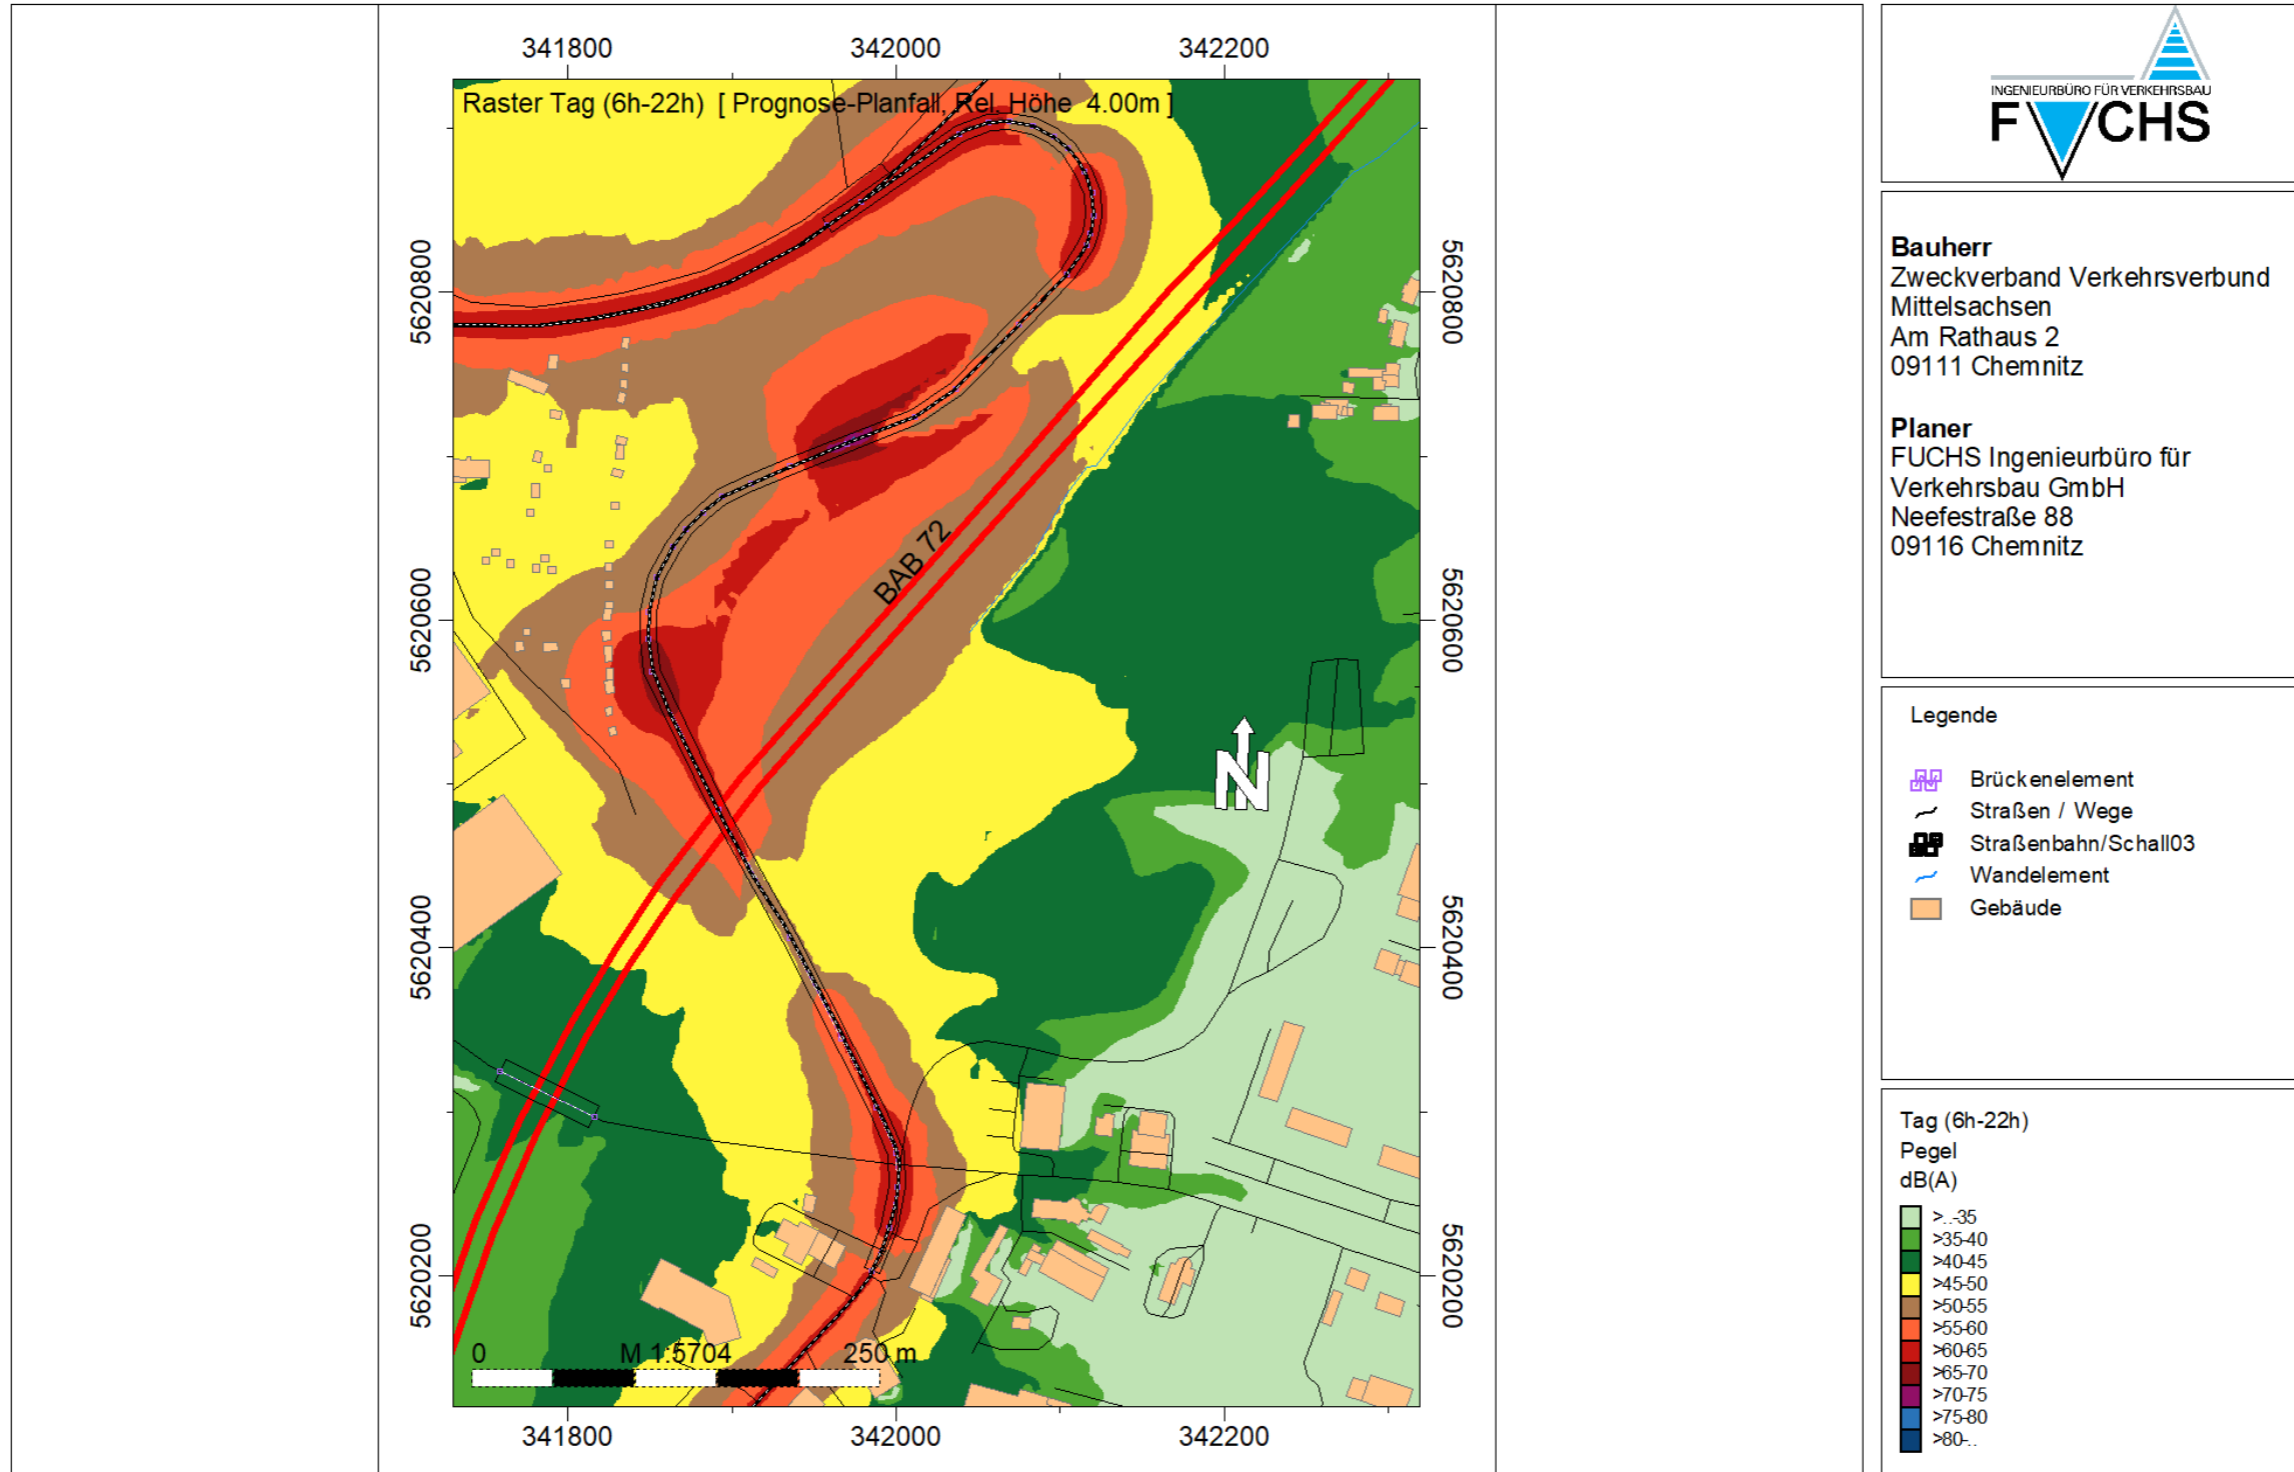 341800
342000
342200
Raster Tag (6h-22h) [ Prognose-Planfall, Rel. Höhe 4.00m ]
5620800
5620600
5620400
5620200
5620800
5620600
5620400
5620200
BAB 72
N
0
M 1:5704
250 m
341800
342000
342200
INGENIEURBÜRO FÜR VERKEHRSBAU
FUCHS
Bauherr
Zweckverband Verkehrsverbund
Mittelsachsen
Am Rathaus 2
09111 Chemnitz
Planer
FUCHS Ingenieurbüro für
Verkehrsbau GmbH
Neefestraße 88
09116 Chemnitz
Legende
Brückenelement
Straßen / Wege
Straßenbahn/Schall03
Wandelement
Gebäude
Tag (6h-22h)
Pegel
dB(A)
>..-35
>35-40
>40-45
>45-50
>50-55
>55-60
>60-65
>65-70
>70-75
>75-80
>80-..